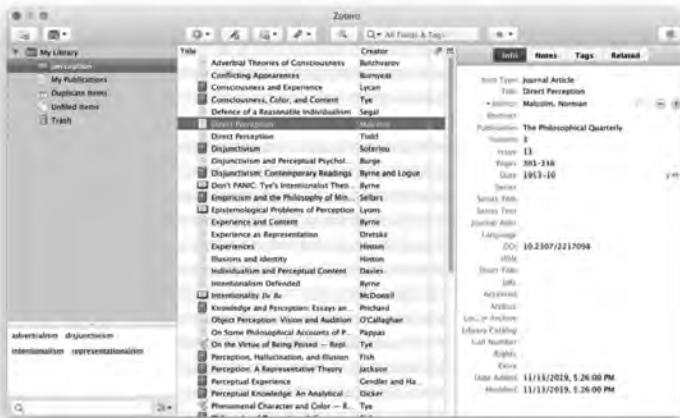 Zotero
All Fields & Tags
My Library
perception
My Publications
Duplicate Items
Unfiled Items
Trash
adverbialism disjunctivism
intentionalism representationalism
Title Creator
Adverbial Theories of Consciousness Butchvarov
Conflicting Appearances Burnyeat
Consciousness and Experience Lycan
Consciousness, Color, and Content Tye
Defence of a Reasonable Individualism Segal
Direct Perception Malcolm
Direct Perception Todd
Disjunctivism Soteriou
Disjunctivism and Perceptual Psychol... Burge
Disjunctivism: Contemporary Readings Byrne and Logue
Don't PANIC: Tye's Intentionalist Theo... Byrne
Empiricism and the Philosophy of Min... Sellars
Epistemological Problems of Perception Lyons
Experience and Content Byrne
Experience as Representation Dretske
Experiences Hinton
Illusions and Identity Hinton
Individualism and Perceptual Content Davies
Intentionalism Defended Byrne
Intentionality De Re McDowell
Knowledge and Perception: Essays an... Prichard
Object Perception: Vision and Audition O'Callaghan
On Some Philosophical Accounts of P... Pappas
On the Virtue of Being Poised — Repl... Tye
Perception, Hallucination, and Illusion Fish
Perception: A Representative Theory Jackson
Perceptual Experience Gendler and Ha...
Perceptual Knowledge: An Analytical ... Dicker
Phenomenal Character and Color — R... Tye
Info Notes Tags Related
Item Type Journal Article
Title Direct Perception
Author Malcolm, Norman
Abstract
Publication The Philosophical Quarterly
Volume 3
Issue 13
Pages 301-316
Date 1953-10
Series
Series Title
Series Text
Journal Abbr
Language
DOI 10.2307/2217098
ISSN
Short Title
URL
Accessed
Archive
Loc. in Archive
Library Catalog
Call Number
Rights
Extra
Date Added 11/13/2019, 5:26:00 PM
Modified 11/13/2019, 5:26:00 PM